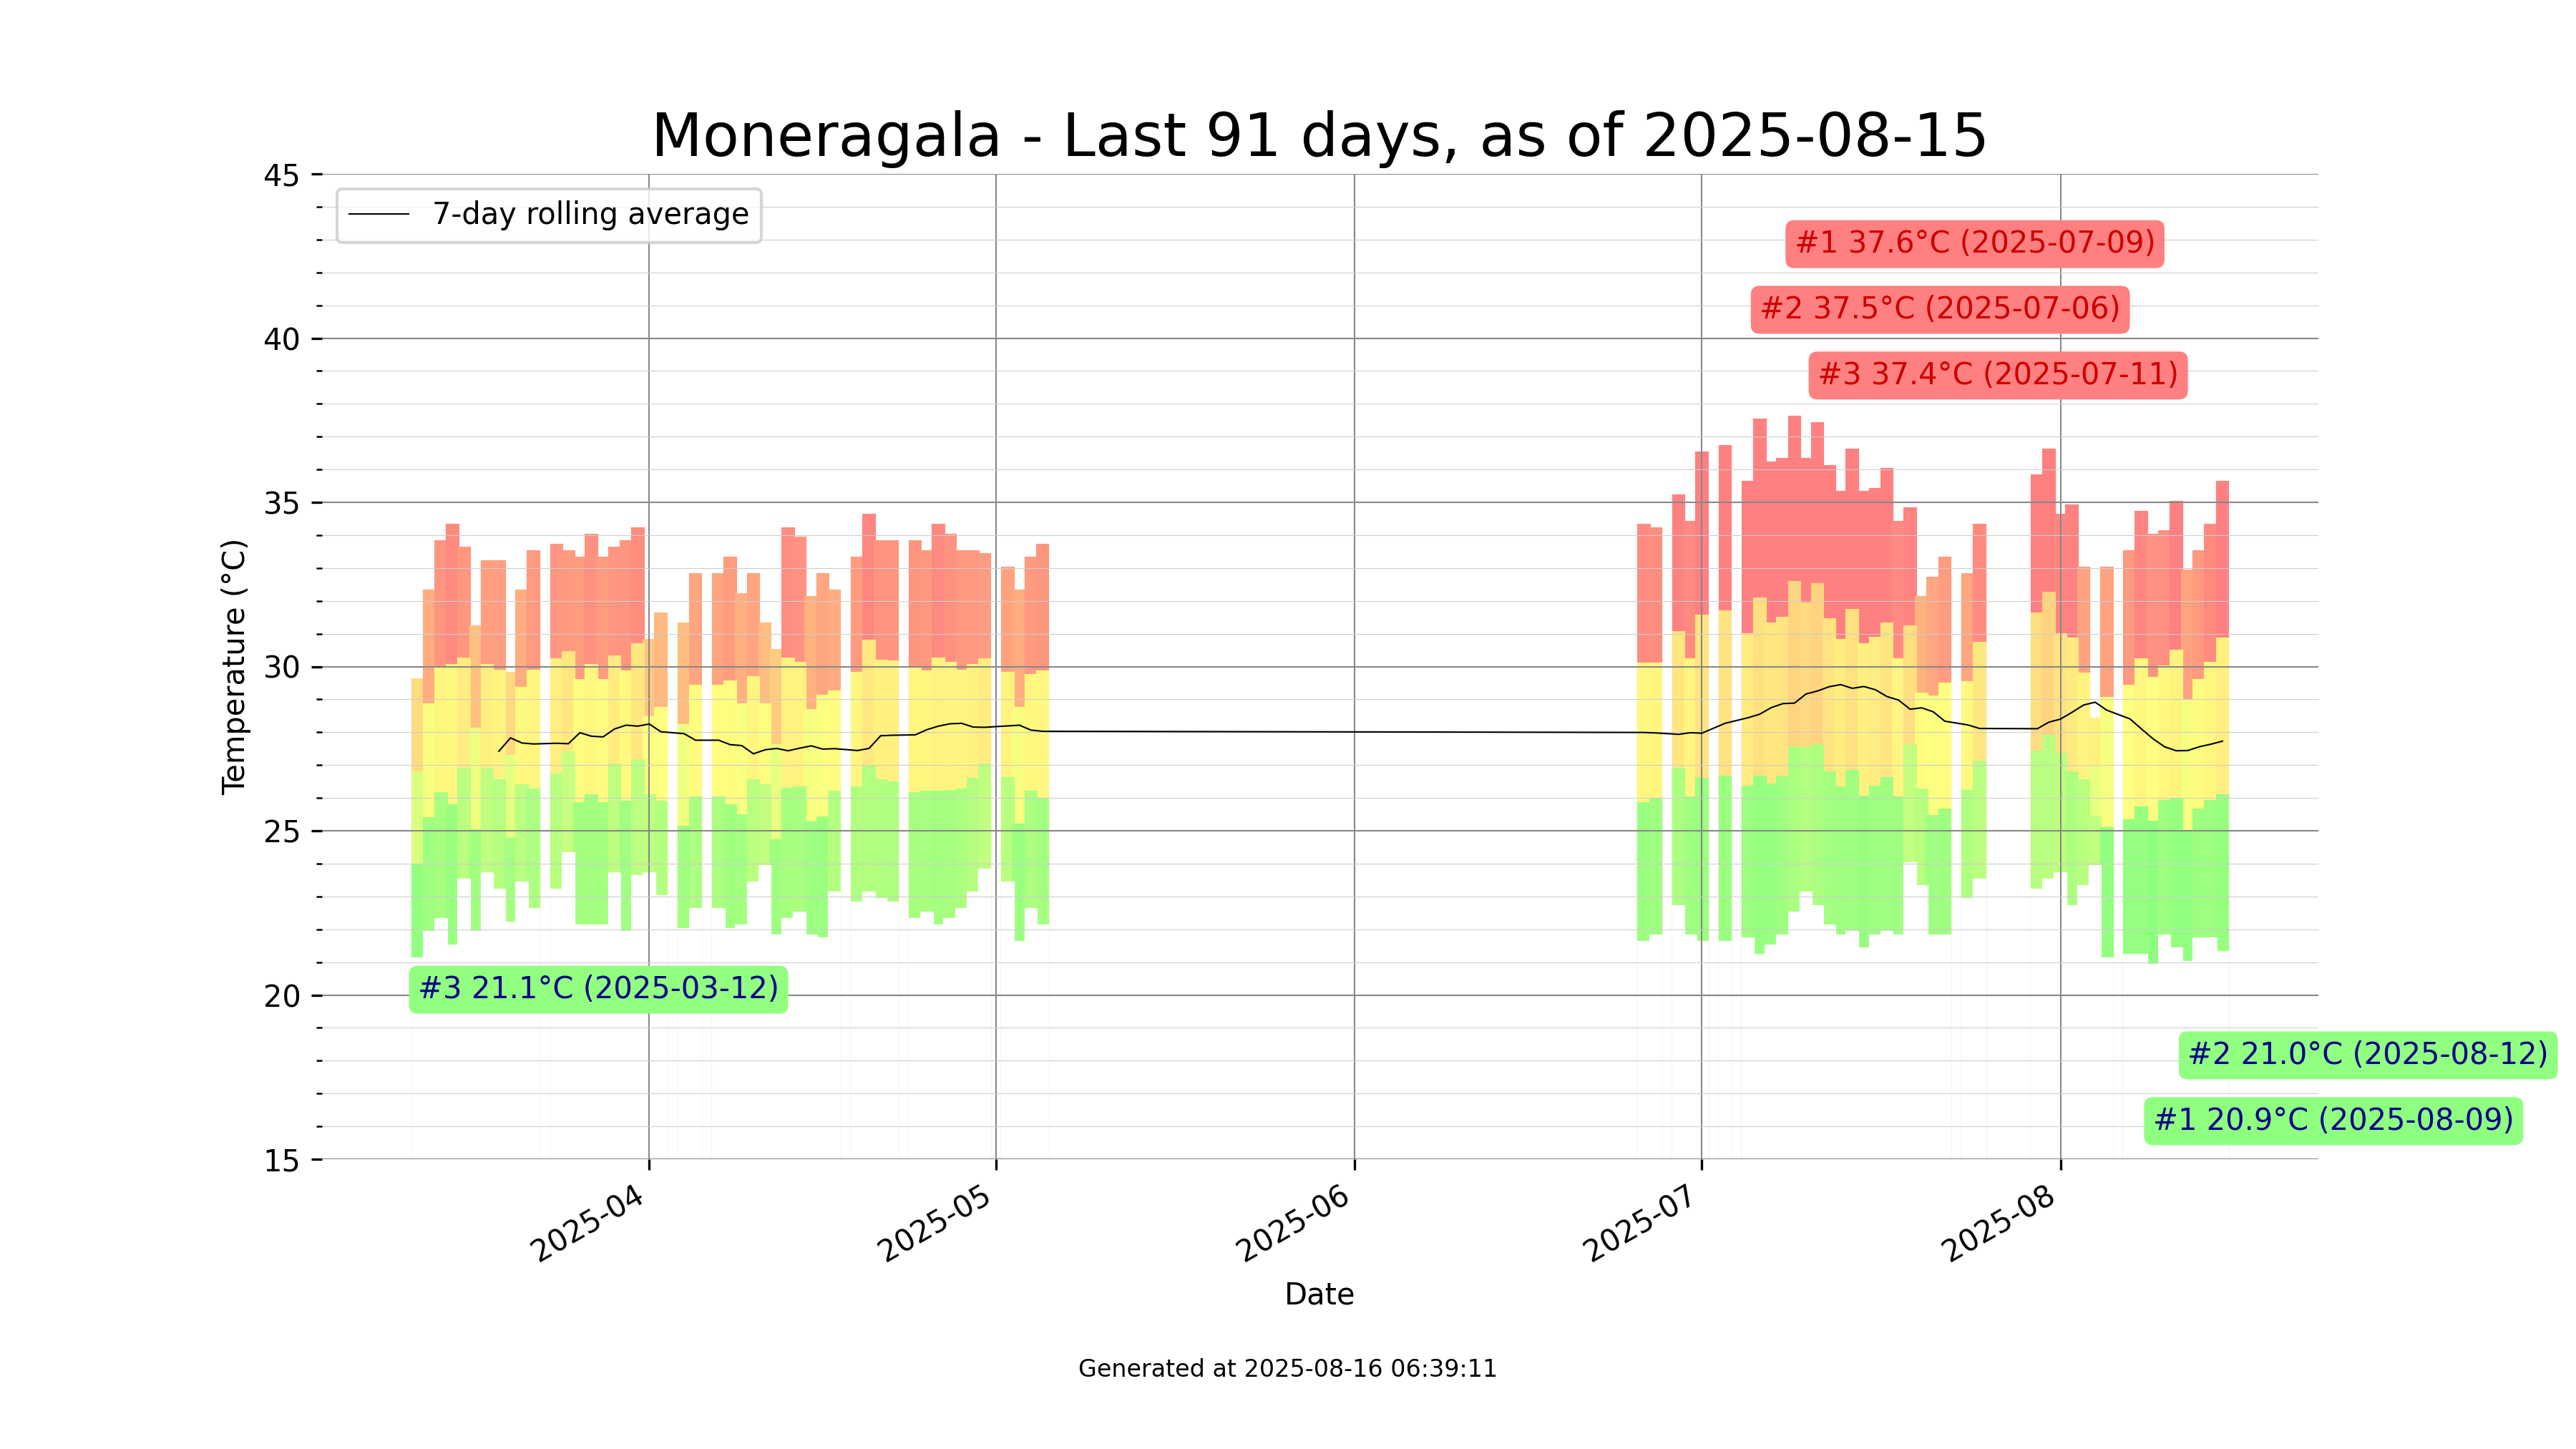 Moneragala - Last 91 days, as of 2025-08-15
45
7-day rolling average
#1 37.6°C (2025-07-09)
#2 37.5°C (2025-07-06)
40
#3 37.4°C (2025-07-11)
35
30
Temperature (°C)
25
#3 21.1°C (2025-03-12)
20
#2 21.0°C (2025-08-12)
#1 20.9°C (2025-08-09)
15
2025-04
2025-05
2025-06
2025-07
2025-08
Date
Generated at 2025-08-16 06:39:11